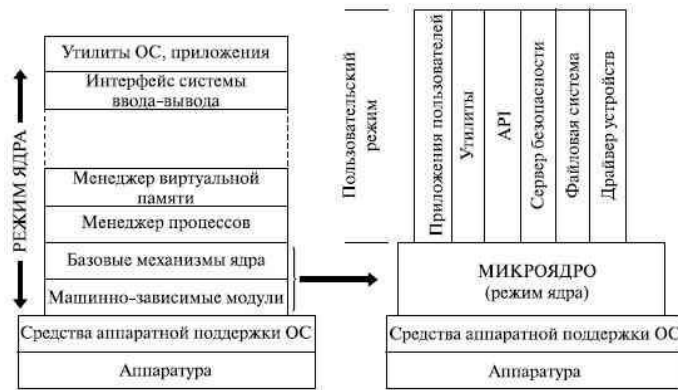 РЕЖИМ ЯДРА
Утилиты ОС, приложения
Интерфейс системы
ввода-вывода
Менеджер виртуальной
памяти
Менеджер процессов
Базовые механизмы ядра
Машинно-зависимые модули
Средства аппаратной поддержки ОС
Аппаратура
Пользовательский
режим
Приложения пользователей
Утилиты
API
Сервер безопасности
Файловая система
Драйвер устройств
МИКРОЯДРО
(режим ядра)
Средства аппаратной поддержки ОС
Аппаратура